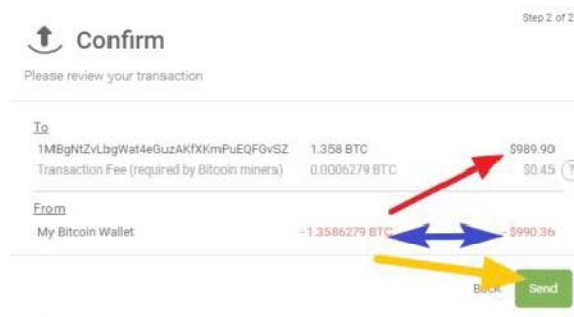 Step 2 of 2
Confirm
Please review your transaction
To
1.358 BTC $989.90
Transaction Fee (required by Bitcoin miners) 0.0006279 BTC $0.45 ?
From
My Bitcoin Wallet - 1.3586279 BTC - $990.36
Back Send